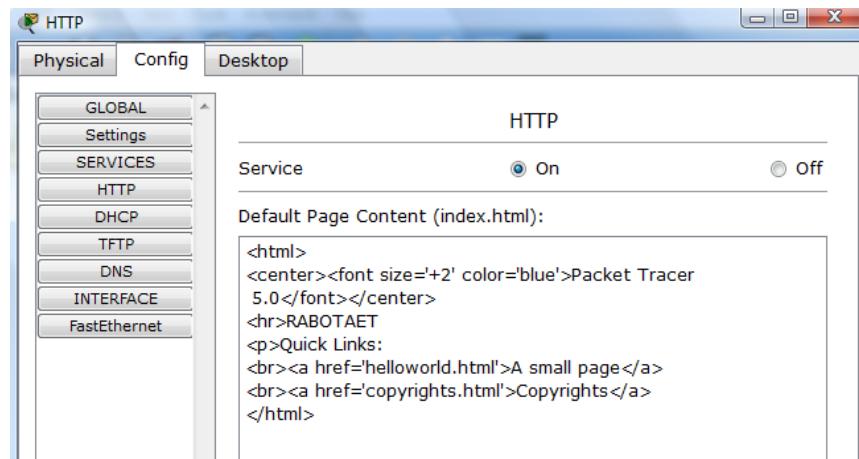 HTTP
Physical Config Desktop
GLOBAL
Settings
SERVICES
HTTP
DHCP
TFTP
DNS
INTERFACE
FastEthernet
HTTP
Service On Off
Default Page Content (index.html):
<html>
<center><font size='+2' color='blue'>Packet Tracer
5.0</font></center>
<hr>RABOTAET
<p>Quick Links:
<br><a href='helloworld.html'>A small page</a>
<br><a href='copyrights.html'>Copyrights</a>
</html>